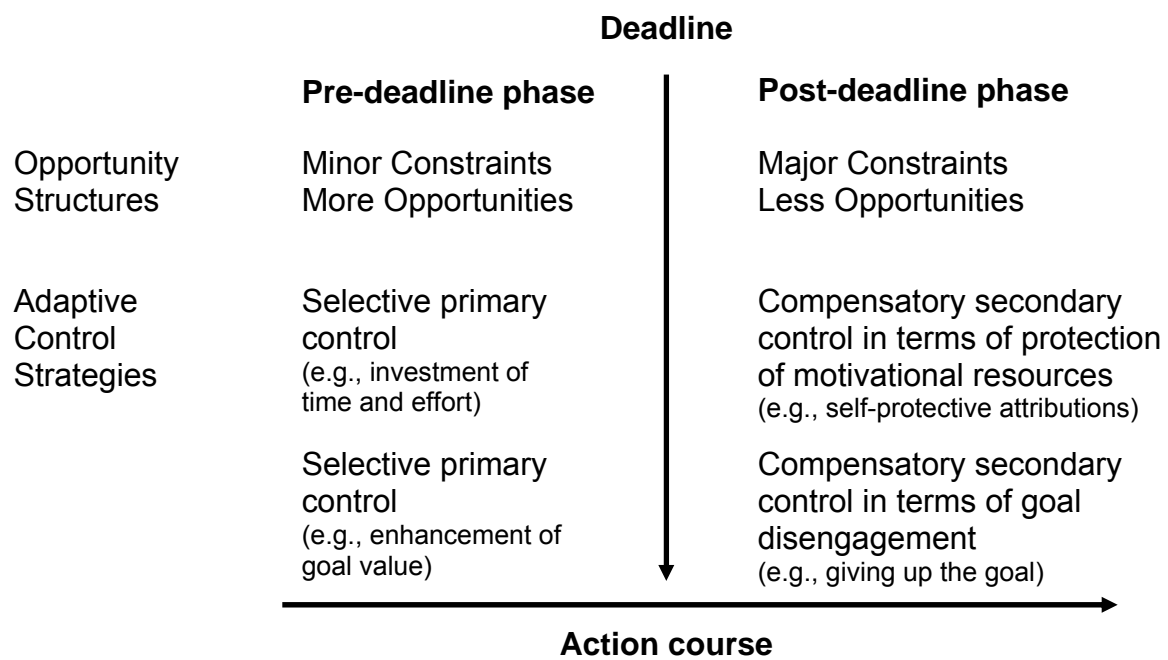 Deadline
Pre-deadline phase
Post-deadline phase
Opportunity
Structures
Minor Constraints
More Opportunities
Major Constraints
Less Opportunities
Adaptive
Control
Strategies
Selective primary
control
(e.g., investment of
time and effort)
Compensatory secondary
control in terms of protection
of motivational resources
(e.g., self-protective attributions)
Selective primary
control
(e.g., enhancement of
goal value)
Compensatory secondary
control in terms of goal
disengagement
(e.g., giving up the goal)
Action course